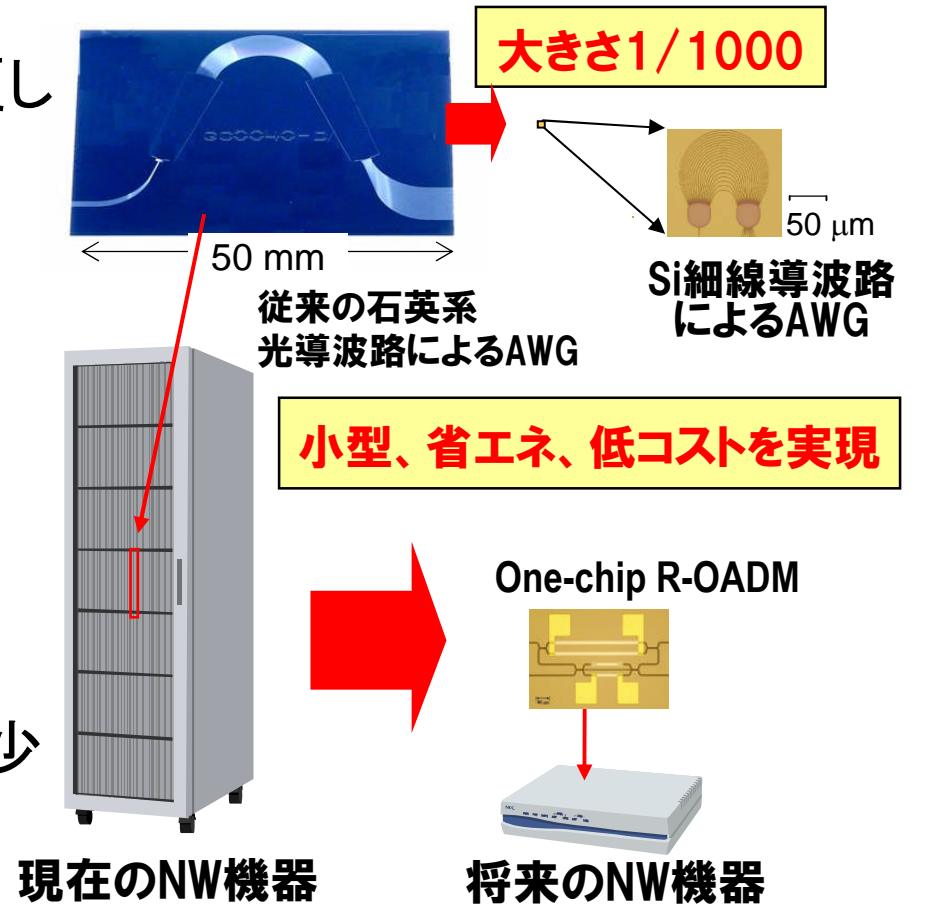 し
大きさ1/1000
50 mm
50 μm
従来の石英系
光導波路によるAWG
Si細線導波路
によるAWG
小型、省エネ、低コストを実現
One-chip R-OADM
少
NEC
現在のNW機器
将来のNW機器